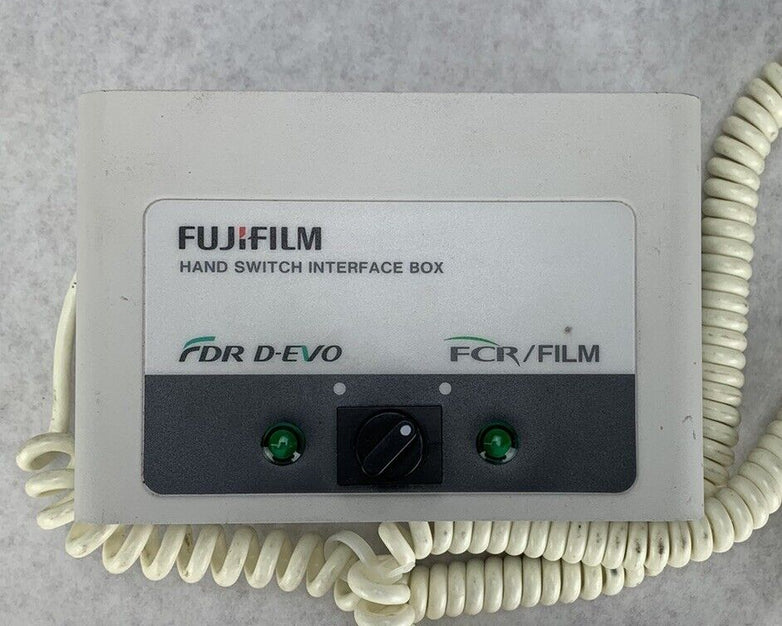 FUJIFILM
HAND SWITCH INTERFACE BOX
FDR D-EVO FCR/FILM